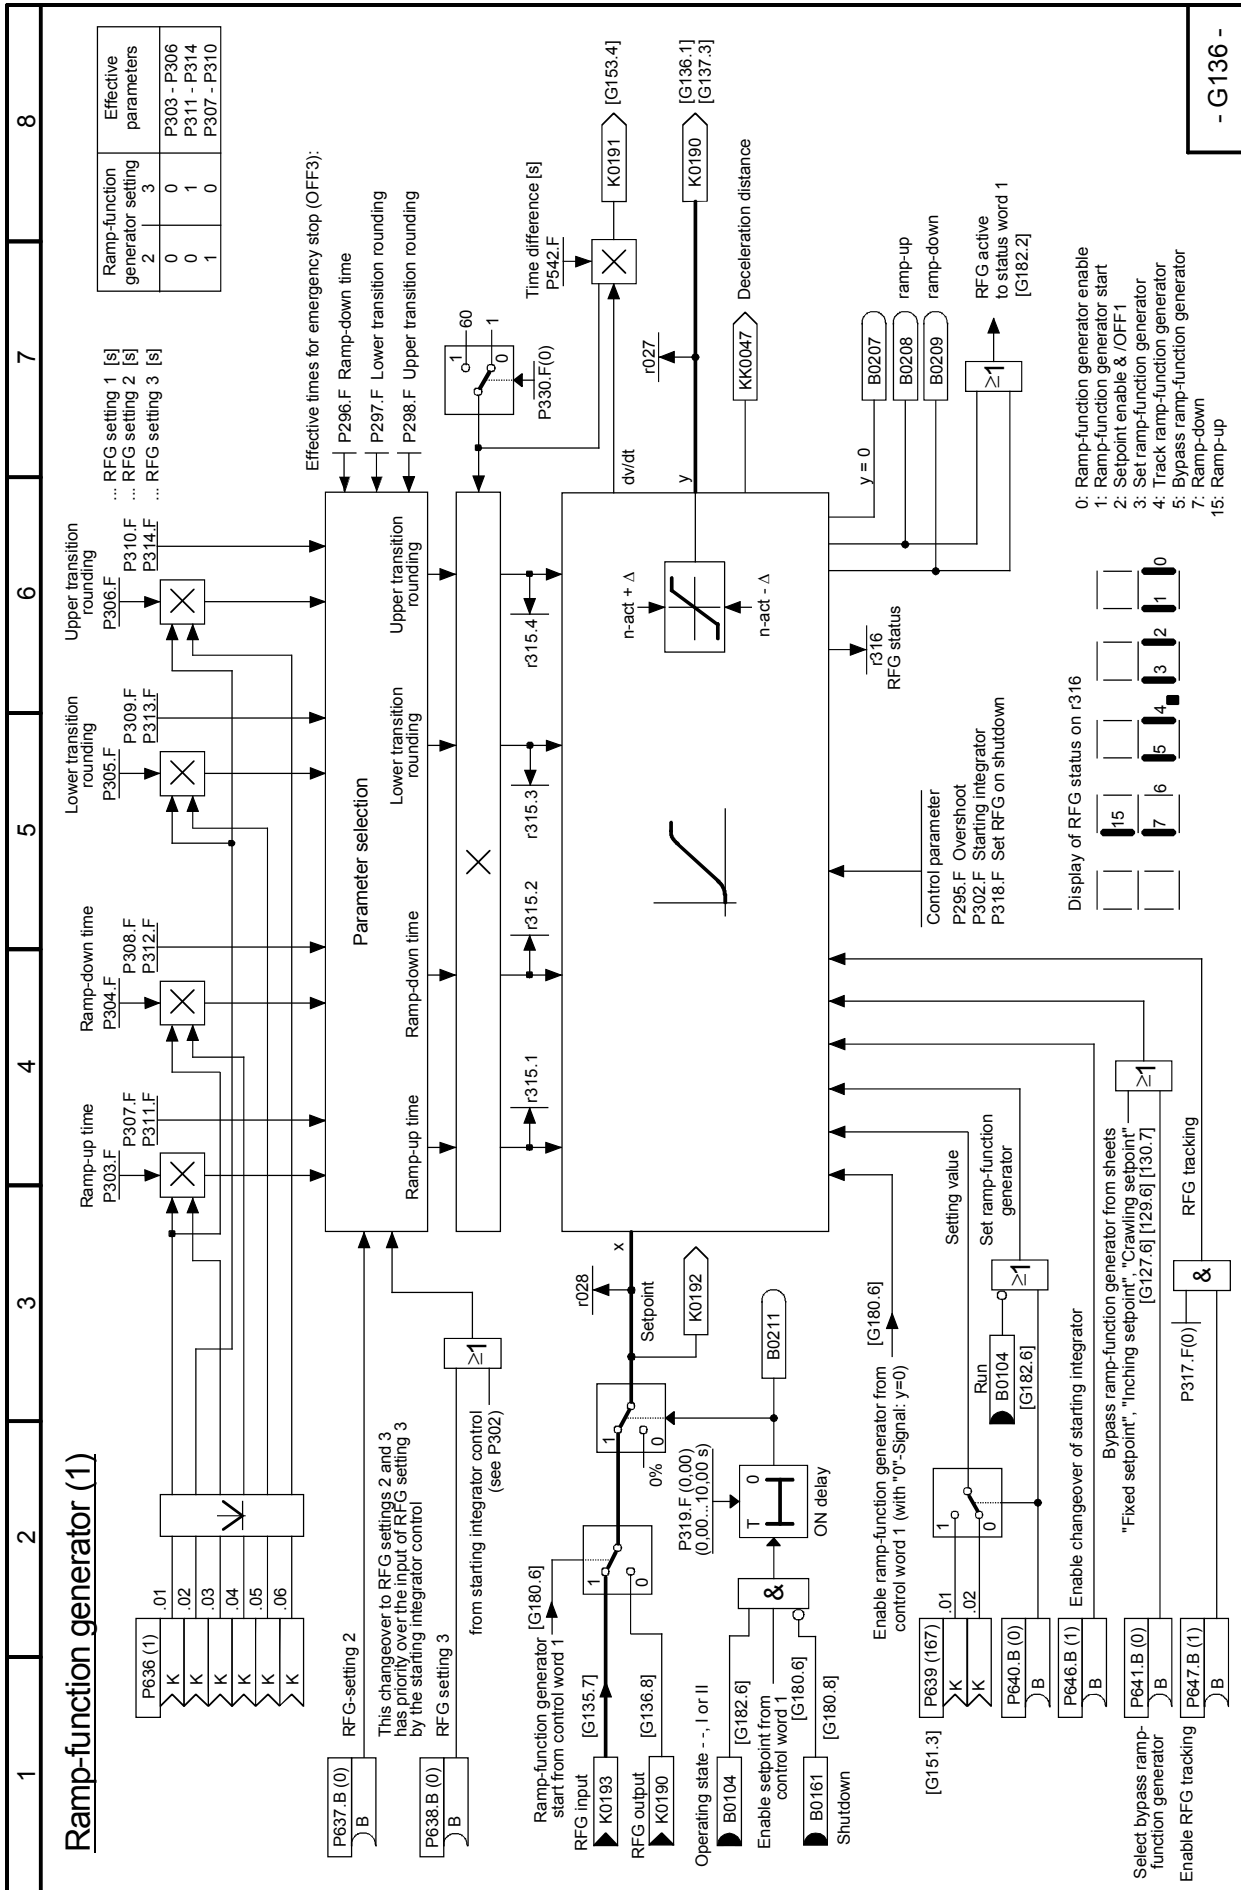 Ramp-function generator (1)
1
2
3
4
5
6
7
8
P636 (1)
K
K
K
K
K
K
.01
.02
.03
.04
.05
.06
Ramp-up time
P303.F
P307.F
P311.F
Ramp-down time
P304.F
P308.F
P312.F
Lower transition
rounding
P305.F
P309.F
P313.F
Upper transition
rounding
P306.F
P310.F
P314.F
... RFG setting 1 [s]
... RFG setting 2 [s]
... RFG setting 3 [s]
Ramp-function
generator setting
2 3
Effective
parameters
0 0 P303 - P306
0 1 P311 - P314
1 0 P307 - P310
P637.B (0)
B
RFG-setting 2
This changeover to RFG settings 2 and 3
has priority over the input of RFG setting 3
by the starting integrator control
P638.B (0)
B
RFG setting 3
from starting integrator control
(see P302)
≥1
Parameter selection
Effective times for emergency stop (OFF3):
P296.F Ramp-down time
P297.F Lower transition rounding
P298.F Upper transition rounding
Ramp-up time
Ramp-down time
Lower transition
rounding
Upper transition
rounding
1
60
1
0
P330.F(0)
r315.1
r315.2
r315.3
r315.4
Time difference [s]
P542.F
dv/dt
K0191
[G153.4]
Ramp-function generator
start from control word 1
[G180.6]
RFG input
K0193
[G135.7]
RFG output
K0190
[G136.8]
1
0
1
0
0%
r028
Setpoint
x
K0192
n-act + Δ
n-act - Δ
y
r027
K0190
[G136.1]
[G137.3]
KK0047
Deceleration distance
Operating state - -, I or II
B0104
[G182.6]
Enable setpoint from
control word 1
[G180.6]
B0161
[G180.8]
Shutdown
&
P319.F (0,00)
(0,00...10,00 s)
T 0
ON delay
B0211
y = 0
B0207
B0208
ramp-up
B0209
ramp-down
≥1
RFG active
to status word 1
[G182.2]
r316
RFG status
Control parameter
P295.F Overshoot
P302.F Starting integrator
P318.F Set RFG on shutdown
Enable ramp-function generator from
control word 1 (with "0"-Signal: y=0)
[G180.6]
[G151.3]
P639 (167)
K
K
.01
.02
1
0
Setting value
P640.B (0)
B
Run
B0104
[G182.6]
≥1
Set ramp-function
generator
P646.B (1)
B
Enable changeover of starting integrator
Select bypass ramp-
function generator
P641.B (0)
B
Bypass ramp-function generator from sheets
"Fixed setpoint", "Inching setpoint", "Crawling setpoint"
[G127.6] [129.6] [130.7]
≥1
Enable RFG tracking
P647.B (1)
B
P317.F(0)
&
RFG tracking
Display of RFG status on r316
15
7
6
5
4
3
2
1
0
0: Ramp-function generator enable
1: Ramp-function generator start
2: Setpoint enable & /OFF1
3: Set ramp-function generator
4: Track ramp-function generator
5: Bypass ramp-function generator
7: Ramp-down
15: Ramp-up
- G136 -